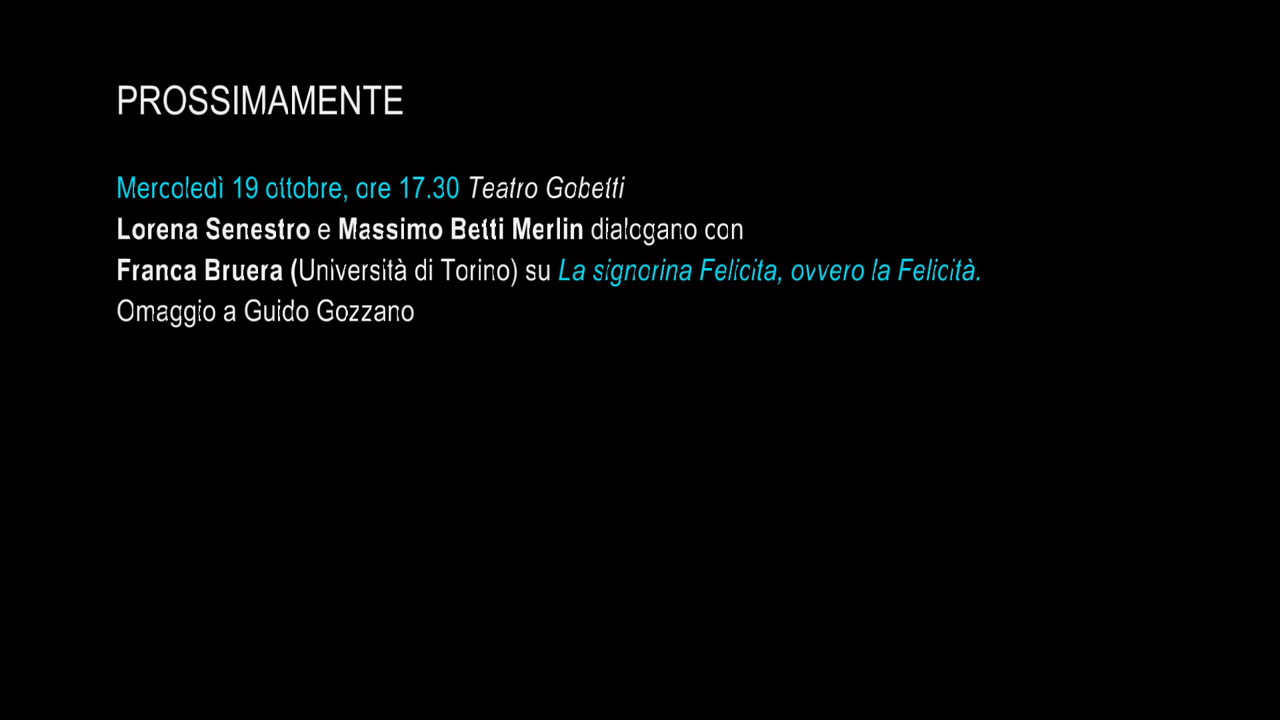 PROSSIMAMENTE
Mercoledì 19 ottobre, ore 17.30 Teatro Gobetti
Lorena Senestro e Massimo Betti Merlin dialogano con
Franca Bruera (Università di Torino) su La signorina Felicita, ovvero la Felicità.
Omaggio a Guido Gozzano